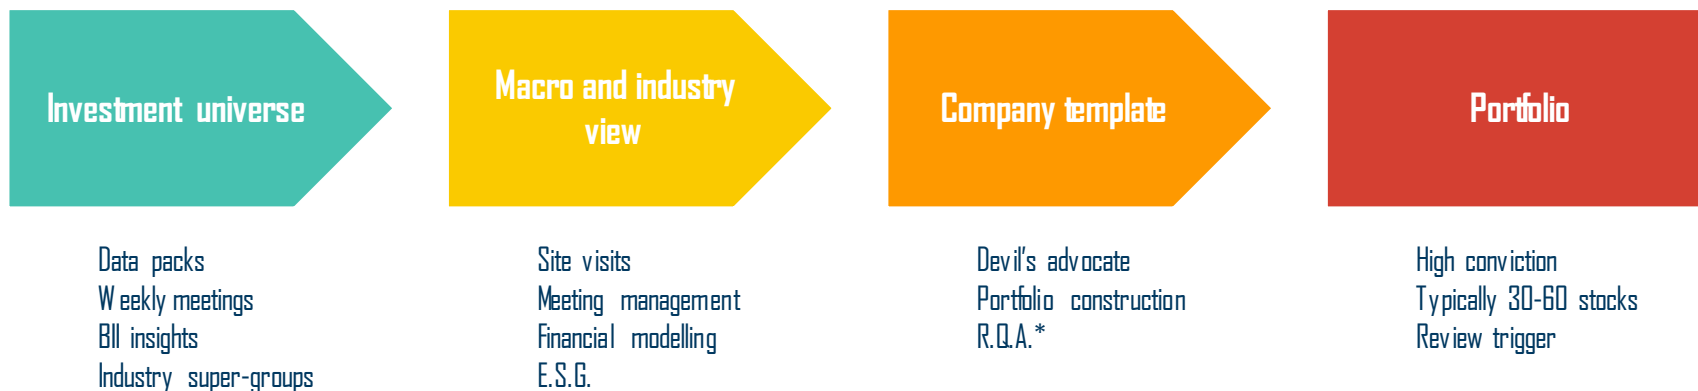 Investment universe
Macro and industry
view
Company template
Portfolio
Data packs
Weekly meetings
BII insights
Industry super-groups
Site visits
Meeting management
Financial modelling
E.S.G.
Devil's advocate
Portfolio construction
R.Q.A.*
High conviction
Typically 30-60 stocks
Review trigger